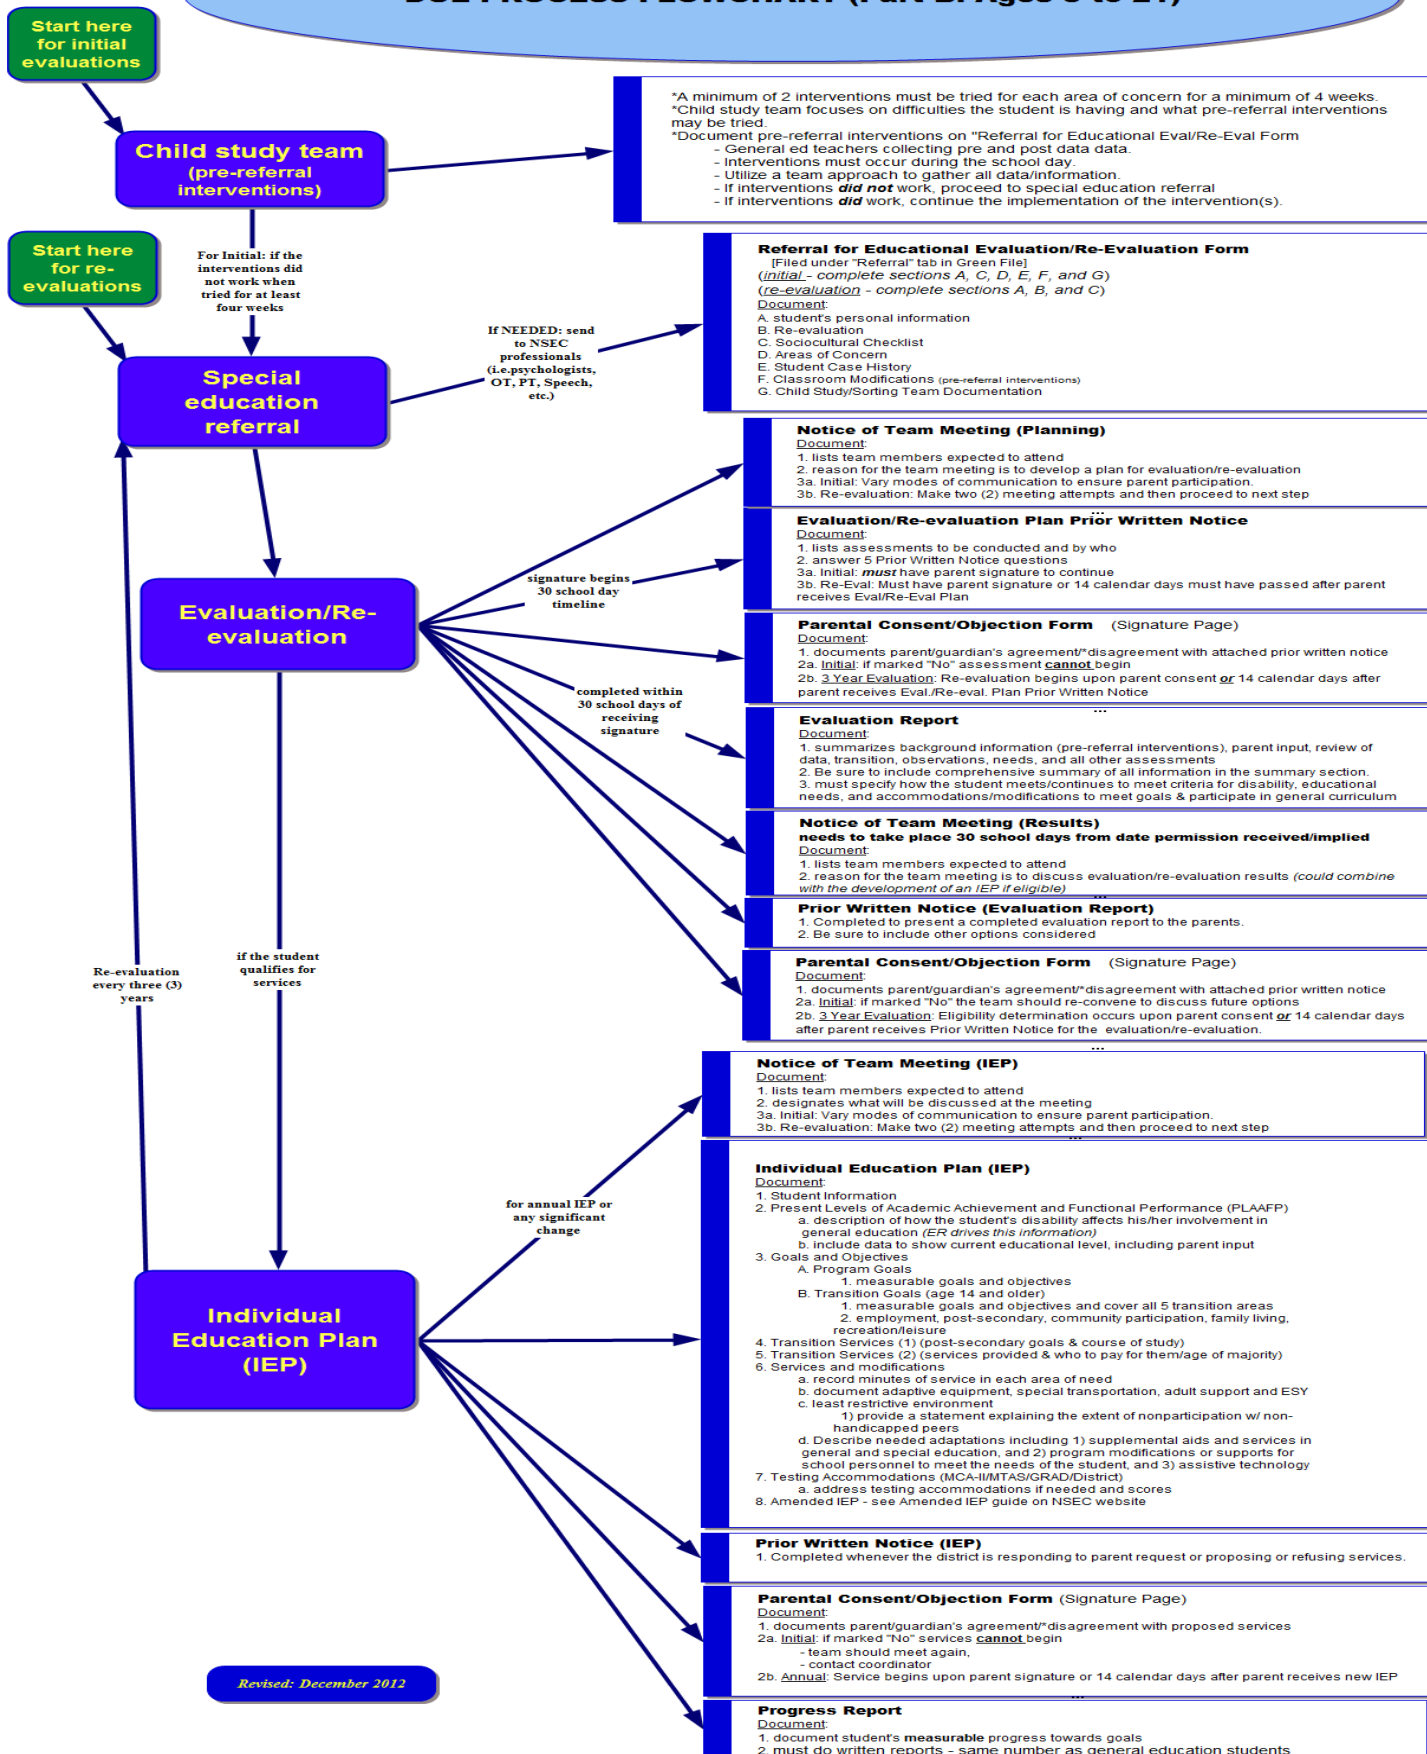 DUE PROCESS FLOWCHART (Part B: Ages 3 to 21)
Start here
for initial
evaluations
Child study team
(pre-referral
interventions)
*A minimum of 2 interventions must be tried for each area of concern for a minimum of 4 weeks.
*Child study team focuses on difficulties the student is having and what pre-referral interventions
may be tried.
*Document pre-referral interventions on "Referral for Educational Eval/Re-Eval Form
- General ed teachers collecting pre and post data data.
- Interventions must occur during the school day.
- Utilize a team approach to gather all data/information.
- If interventions did not work, proceed to special education referral
- If interventions did work, continue the implementation of the intervention(s).
Start here
for re-
evaluations
For Initial: if the
interventions did
not work when
tried for at least
four weeks
Special
education
referral
If NEEDED: send
to NSEC
professionals
(i.e.psychologists,
OT, PT, Speech,
etc.)
Referral for Educational Evaluation/Re-Evaluation Form
[Filed under "Referral" tab in Green File]
(initial - complete sections A, C, D, E, F, and G)
(re-evaluation - complete sections A, B, and C)
Document:
A. student's personal information
B. Re-evaluation
C. Sociocultural Checklist
D. Areas of Concern
E. Student Case History
F. Classroom Modifications (pre-referral interventions)
G. Child Study/Sorting Team Documentation
Evaluation/Re-
evaluation
Notice of Team Meeting (Planning)
Document:
1. lists team members expected to attend
2. reason for the team meeting is to develop a plan for evaluation/re-evaluation
3a. Initial: Vary modes of communication to ensure parent participation.
3b. Re-evaluation: Make two (2) meeting attempts and then proceed to next step
...
signature begins
30 school day
timeline
Evaluation/Re-evaluation Plan Prior Written Notice
Document:
1. lists assessments to be conducted and by who
2. answer 5 Prior Written Notice questions
3a. Initial: must have parent signature to continue
3b. Re-Eval: Must have parent signature or 14 calendar days must have passed after parent
receives Eval/Re-Eval Plan
Parental Consent/Objection Form (Signature Page)
Document:
1. documents parent/guardian's agreement/*disagreement with attached prior written notice
2a. Initial: if marked "No" assessment cannot begin
2b. 3 Year Evaluation: Re-evaluation begins upon parent consent or 14 calendar days after
parent receives Eval./Re-eval. Plan Prior Written Notice
...
completed within
30 school days of
receiving
signature
Evaluation Report
Document:
1. summarizes background information (pre-referral interventions), parent input, review of
data, transition, observations, needs, and all other assessments
2. Be sure to include comprehensive summary of all information in the summary section.
3. must specify how the student meets/continues to meet criteria for disability, educational
needs, and accommodations/modifications to meet goals & participate in general curriculum
Notice of Team Meeting (Results)
needs to take place 30 school days from date permission received/implied
Document:
1. lists team members expected to attend
2. reason for the team meeting is to discuss evaluation/re-evaluation results (could combine
with the development of an IEP if eligible)
...
Prior Written Notice (Evaluation Report)
1. Completed to present a completed evaluation report to the parents.
2. Be sure to include other options considered
Parental Consent/Objection Form (Signature Page)
Document:
1. documents parent/guardian's agreement/*disagreement with attached prior written notice
2a. Initial: if marked "No" the team should re-convene to discuss future options
2b. 3 Year Evaluation: Eligibility determination occurs upon parent consent or 14 calendar days
after parent receives Prior Written Notice for the evaluation/re-evaluation.
...
Re-evaluation
every three (3)
years
if the student
qualifies for
services
Individual
Education Plan
(IEP)
for annual IEP or
any significant
change
Notice of Team Meeting (IEP)
Document:
1. lists team members expected to attend
2. designates what will be discussed at the meeting
3a. Initial: Vary modes of communication to ensure parent participation.
3b. Re-evaluation: Make two (2) meeting attempts and then proceed to next step
...
Individual Education Plan (IEP)
Document:
1. Student Information
2. Present Levels of Academic Achievement and Functional Performance (PLAAFP)
a. description of how the student's disability affects his/her involvement in
general education (ER drives this information)
b. include data to show current educational level, including parent input
3. Goals and Objectives
A. Program Goals
1. measurable goals and objectives
B. Transition Goals (age 14 and older)
1. measurable goals and objectives and cover all 5 transition areas
2. employment, post-secondary, community participation, family living,
recreation/leisure
4. Transition Services (1) (post-secondary goals & course of study)
5. Transition Services (2) (services provided & who to pay for them/age of majority)
6. Services and modifications
a. record minutes of service in each area of need
b. document adaptive equipment, special transportation, adult support and ESY
c. least restrictive environment
1) provide a statement explaining the extent of nonparticipation w/ non-
handicapped peers
d. Describe needed adaptations including 1) supplemental aids and services in
general and special education, and 2) program modifications or supports for
school personnel to meet the needs of the student, and 3) assistive technology
7. Testing Accommodations (MCA-II/MTAS/GRAD/District)
a. address testing accommodations if needed and scores
8. Amended IEP - see Amended IEP guide on NSEC website
Prior Written Notice (IEP)
1. Completed whenever the district is responding to parent request or proposing or refusing services.
Parental Consent/Objection Form (Signature Page)
Document:
1. documents parent/guardian's agreement/*disagreement with proposed services
2a. Initial: if marked "No" services cannot begin
- team should meet again,
- contact coordinator
2b. Annual: Service begins upon parent signature or 14 calendar days after parent receives new IEP
...
Revised: December 2012
Progress Report
Document:
1. document student's measurable progress towards goals
2. must do written reports - same number as general education students